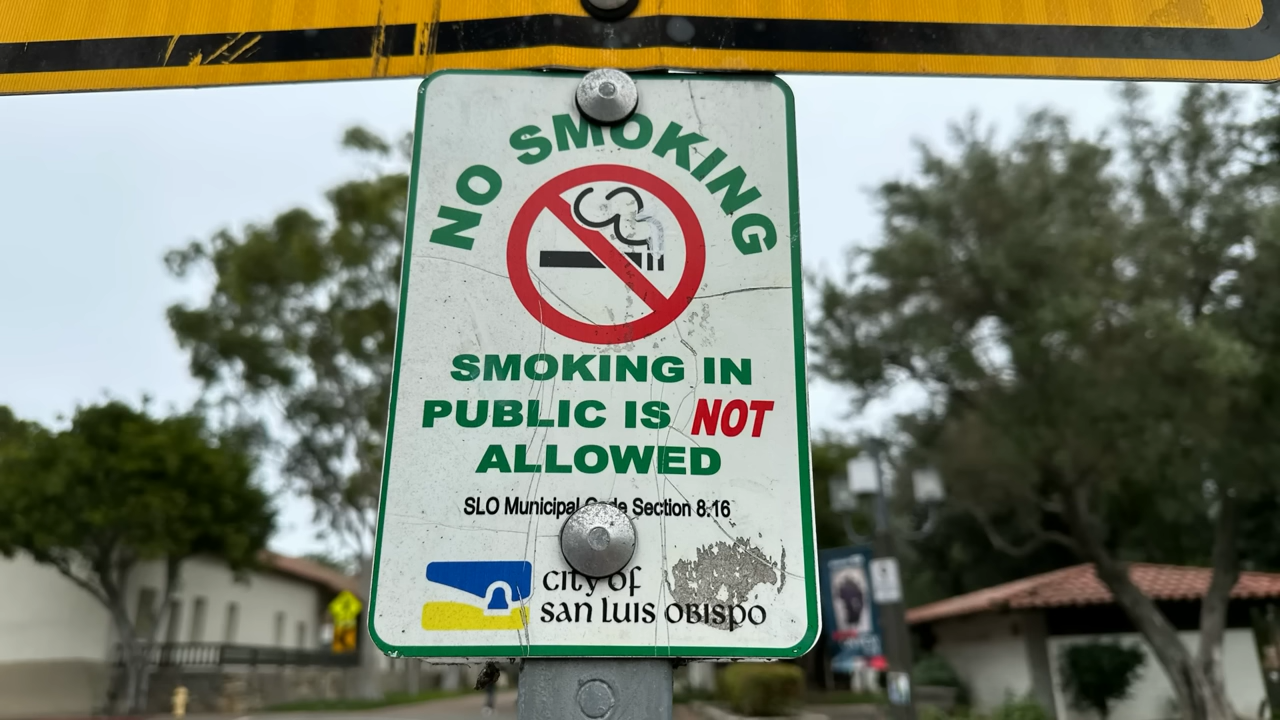 NO SMOKING
SMOKING IN
PUBLIC IS NOT
ALLOWED
SLO Municipal Code Section 8.16
CITY OF
SAN LUIS OBISPO